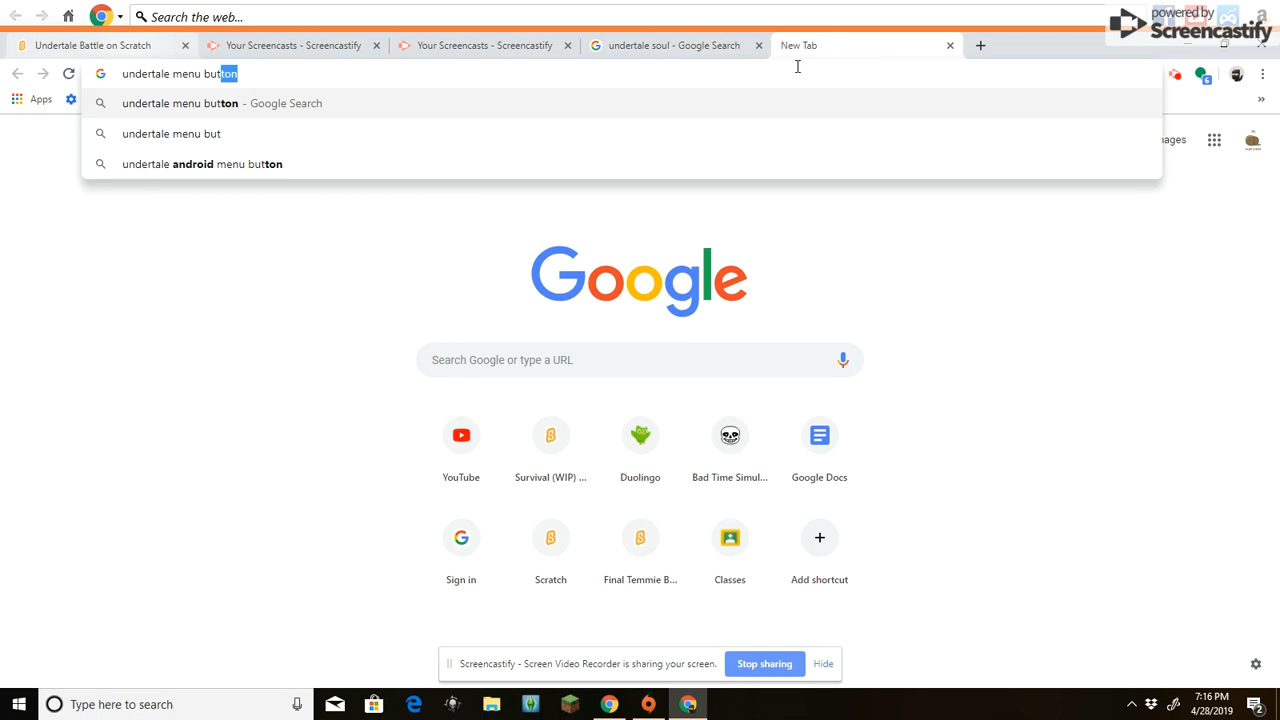 Search the web...
powered by
Screencastify
Undertale Battle on Scratch
Your Screencasts - Screencastify
Your Screencasts - Screencastify
undertale soul - Google Search
New Tab
undertale menu button
6
Apps
undertale menu button - Google Search
undertale menu but
undertale android menu button
ages
Google
Search Google or type a URL
YouTube
Survival (WIP) ...
Duolingo
Bad Time Simul...
Google Docs
Sign in
Scratch
Final Temmie B...
Classes
Add shortcut
Screencastify - Screen Video Recorder is sharing your screen.
Stop sharing
Hide
Type here to search
7:16 PM
4/28/2019
2